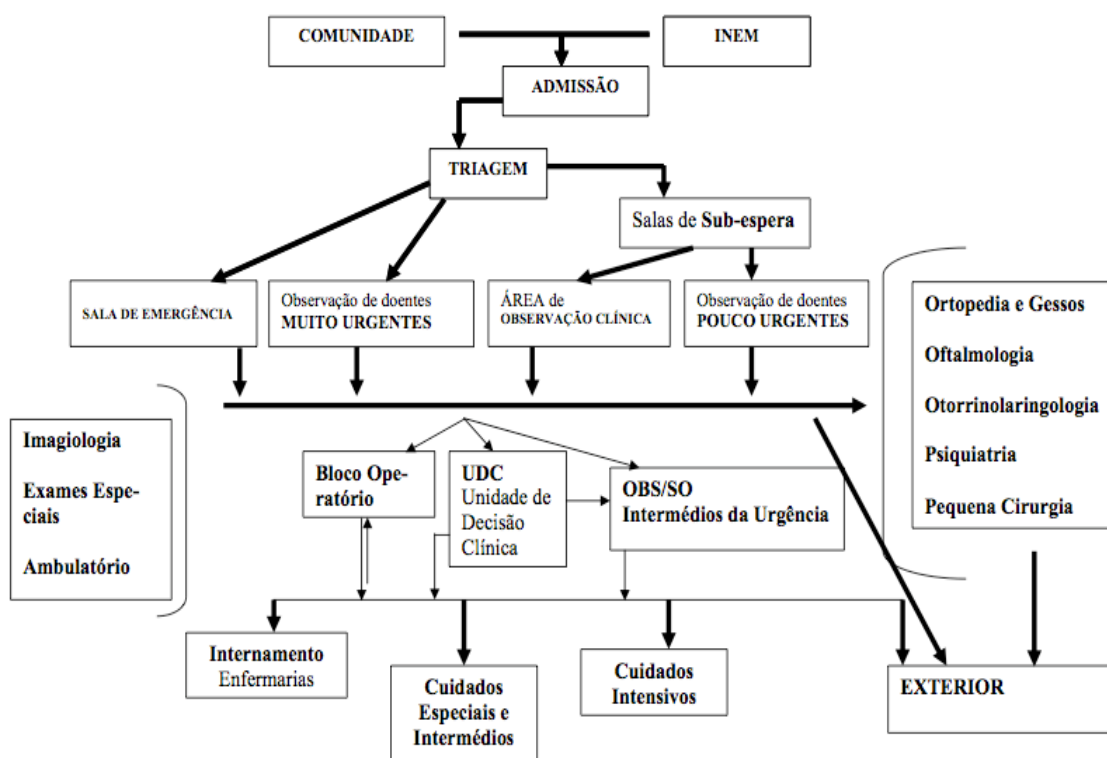 COMUNIDADE
INEM
ADMISSÃO
TRIAGEM
Salas de Sub-espera
SALA DE EMERGÊNCIA
Observação de doentes
MUITO URGENTES
ÁREA de
OBSERVAÇÃO CLÍNICA
Observação de doentes
POUCO URGENTES
Ortopedia e Gessos
Oftalmologia
Otorrinolaringologia
Psiquiatria
Pequena Cirurgia
Imagiologia
Exames Espe-
ciais
Ambulatório
Bloco Ope-
ratório
UDC
Unidade de
Decisão
Clínica
OBS/SO
Intermédios da Urgência
Internamento
Enfermarias
Cuidados
Especiais e
Intermédios
Cuidados
Intensivos
EXTERIOR